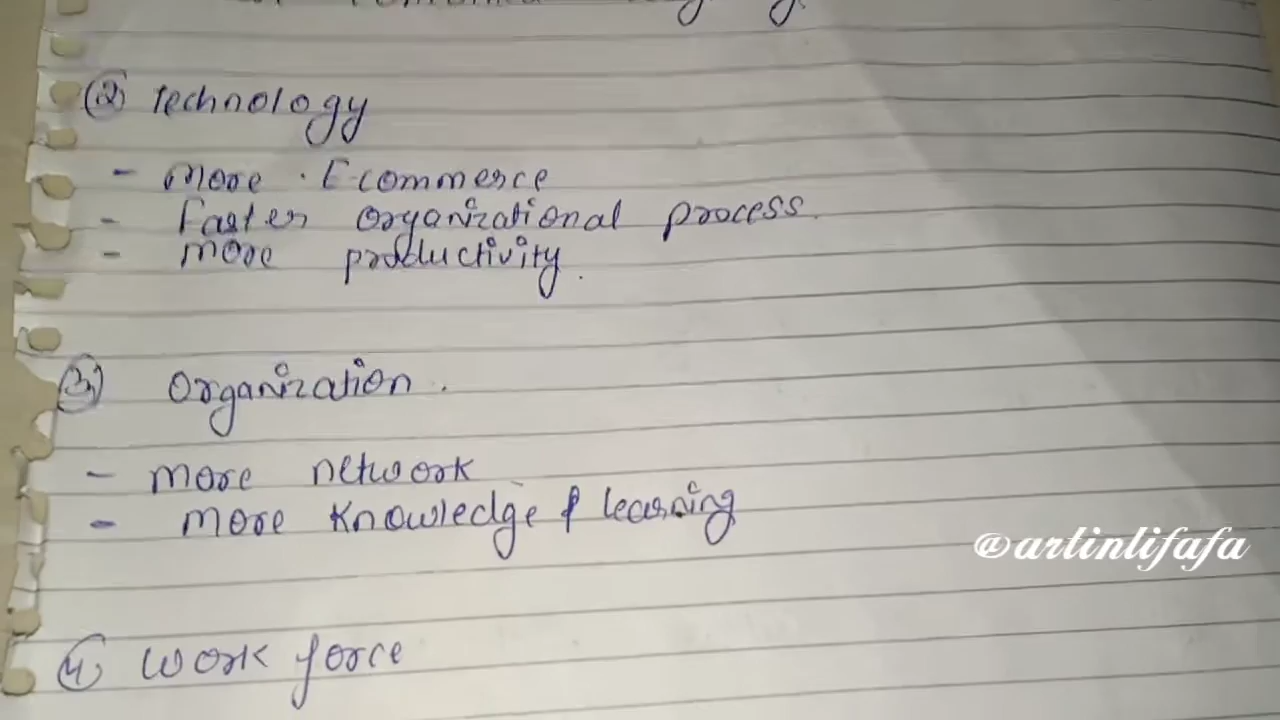 (2) Technology
- More . E commerce
- Faster organizational process.
- more productivity.
(3) Organization.
- more network
- more knowledge & learning
@artinlifafa
(4) Work force